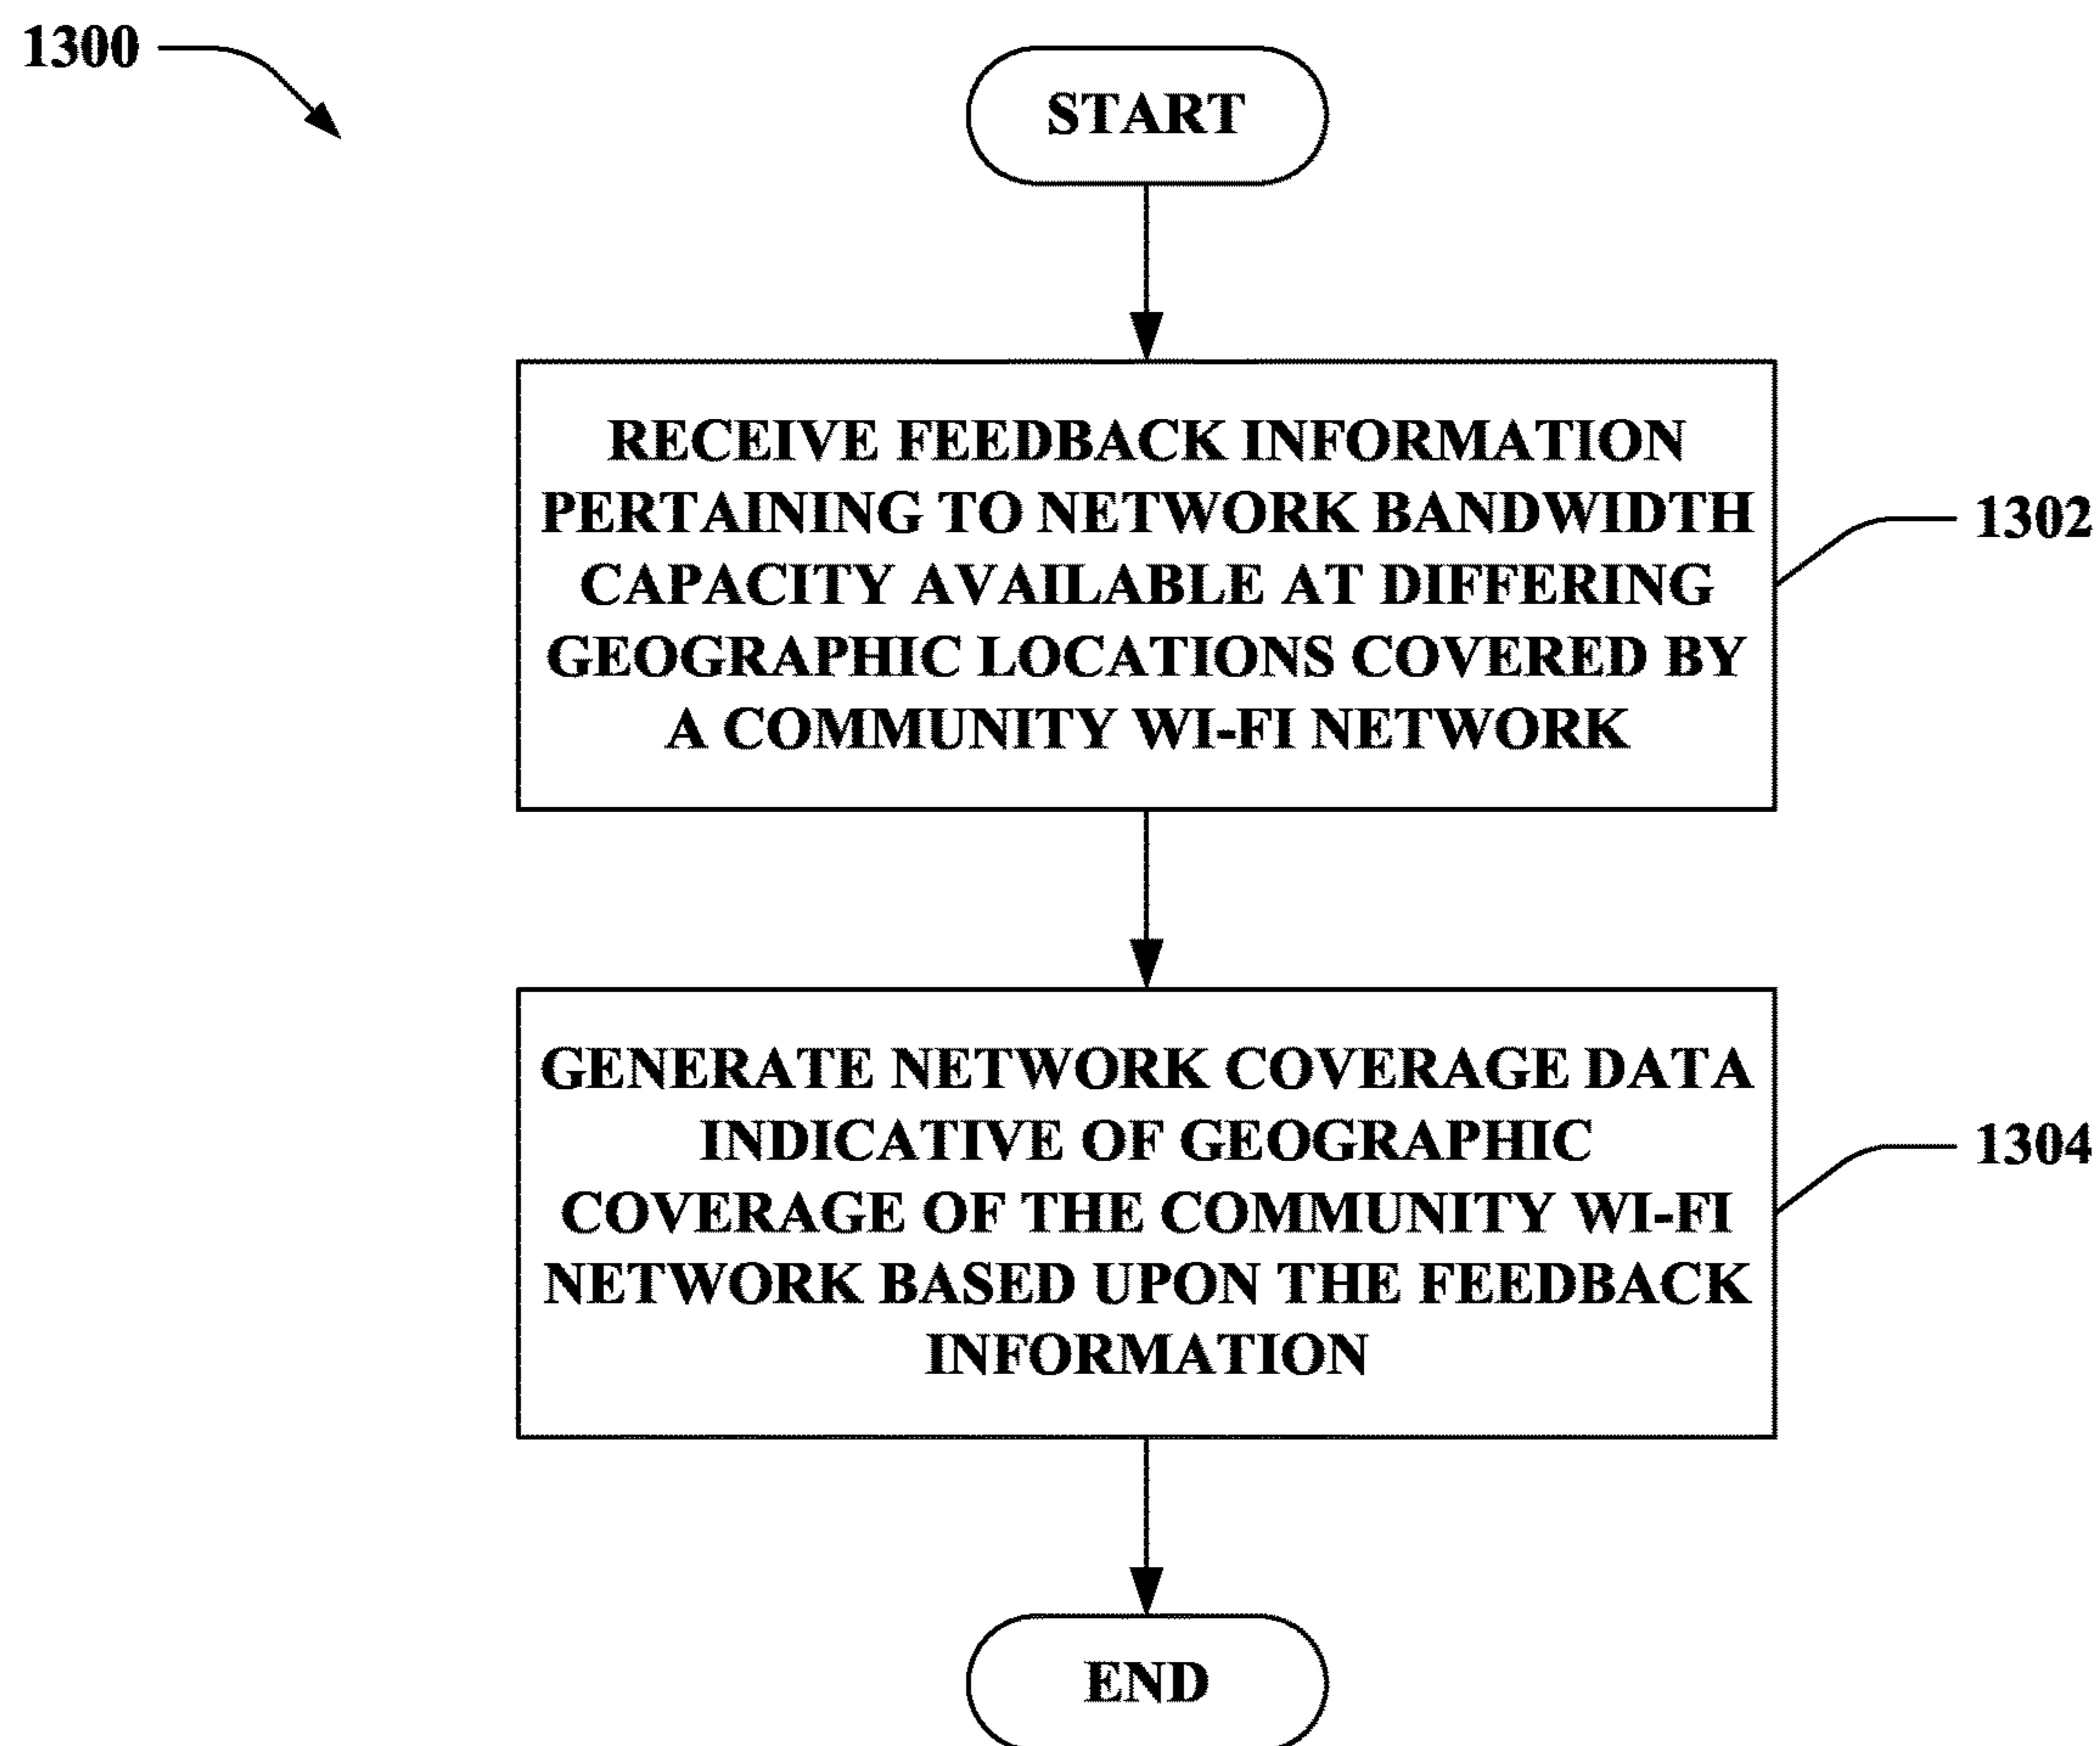 1300
START
RECEIVE FEEDBACK INFORMATION
PERTAINING TO NETWORK BANDWIDTH
CAPACITY AVAILABLE AT DIFFERING
GEOGRAPHIC LOCATIONS COVERED BY
A COMMUNITY WI-FI NETWORK
1302
GENERATE NETWORK COVERAGE DATA
INDICATIVE OF GEOGRAPHIC
COVERAGE OF THE COMMUNITY WI-FI
NETWORK BASED UPON THE FEEDBACK
INFORMATION
1304
END